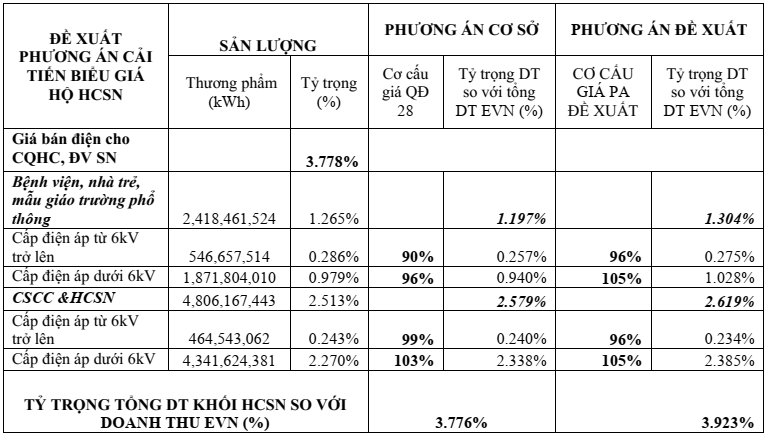 ĐỀ XUẤT
PHƯƠNG ÁN CẢI
TIẾN BIỂU GIÁ
HỘ HCSN
SẢN LƯỢNG
PHƯƠNG ÁN CƠ SỞ
PHƯƠNG ÁN ĐỀ XUẤT
Thương phẩm
(kWh)
Tỷ trọng
(%)
Cơ cấu
giá QĐ
28
Tỷ trọng DT
so với tổng
DT EVN (%)
CƠ CẤU
GIÁ PA
ĐỀ XUẤT
Tỷ trọng DT
so với tổng
DT EVN (%)
Giá bán điện cho
CQHC, ĐV SN
3.778%
Bệnh viện, nhà trẻ,
mẫu giáo trường phổ
thông
2,418,461,524 1.265% 1.197% 1.304%
Cấp điện áp từ 6kV
trở lên
546,657,514 0.286% 90% 0.257% 96% 0.275%
Cấp điện áp dưới 6kV 1,871,804,010 0.979% 96% 0.940% 105% 1.028%
CSCC &HCSN 4,806,167,443 2.513% 2.579% 2.619%
Cấp điện áp từ 6kV
trở lên
464,543,062 0.243% 99% 0.240% 96% 0.234%
Cấp điện áp dưới 6kV 4,341,624,381 2.270% 103% 2.338% 105% 2.385%
TỶ TRỌNG TỔNG DT KHỐI HCSN SO VỚI
DOANH THU EVN (%)
3.776% 3.923%